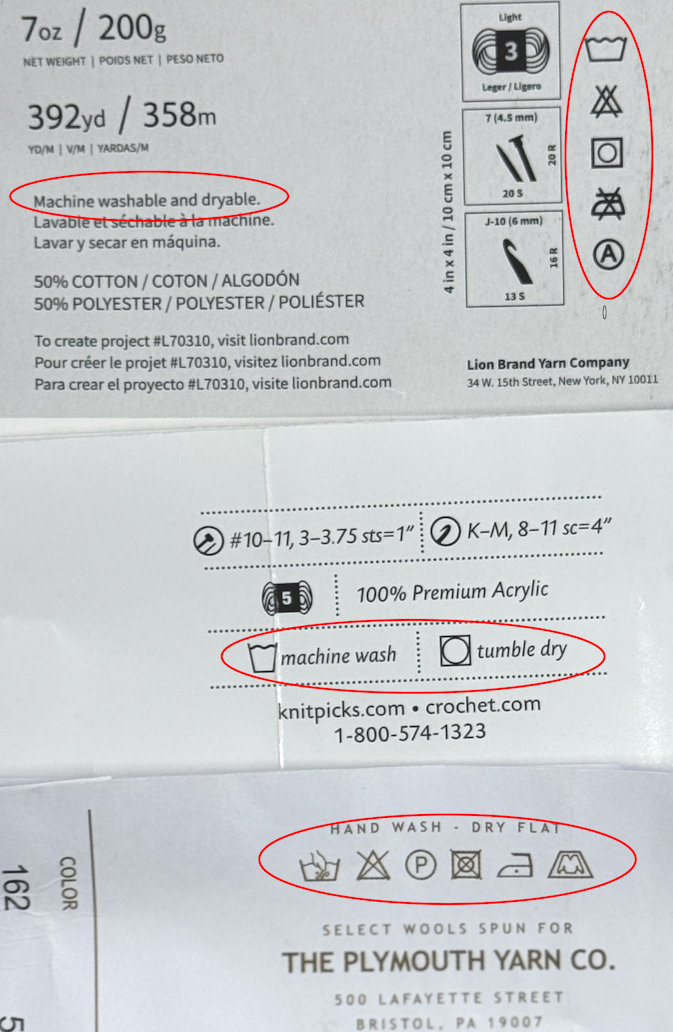 7oz / 200g
NET WEIGHT | POIDS NET | PESO NETO
392yd / 358m
YD/M | V/M | YARDAS/M
Machine washable and dryable.
Lavable et séchable à la machine.
Lavar y secar en máquina.
50% COTTON / COTON / ALGODÓN
50% POLYESTER / POLYESTER / POLIÉSTER
To create project #L70310, visit lionbrand.com
Pour créer le projet #L70310, visitez lionbrand.com
Para crear el proyecto #L70310, visite lionbrand.com
4 in x 4 in / 10 cm x 10 cm
Light
3
Leger / Ligero
7 (4.5 mm)
20 R
20 S
J-10 (6 mm)
16 R
13 S
A
Lion Brand Yarn Company
34 W. 15th Street, New York, NY 10011
#10–11, 3–3.75 sts=1" K–M, 8–11 sc=4"
5 100% Premium Acrylic
machine wash tumble dry
knitpicks.com • crochet.com
1-800-574-1323
COLOR
162
5
HAND WASH - DRY FLAT
P
SELECT WOOLS SPUN FOR
THE PLYMOUTH YARN CO.
500 LAFAYETTE STREET
BRISTOL, PA 19007